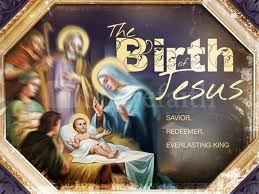 The
Birth
of
Jesus
SAVIOR,
REDEEMER,
EVERLASTING KING